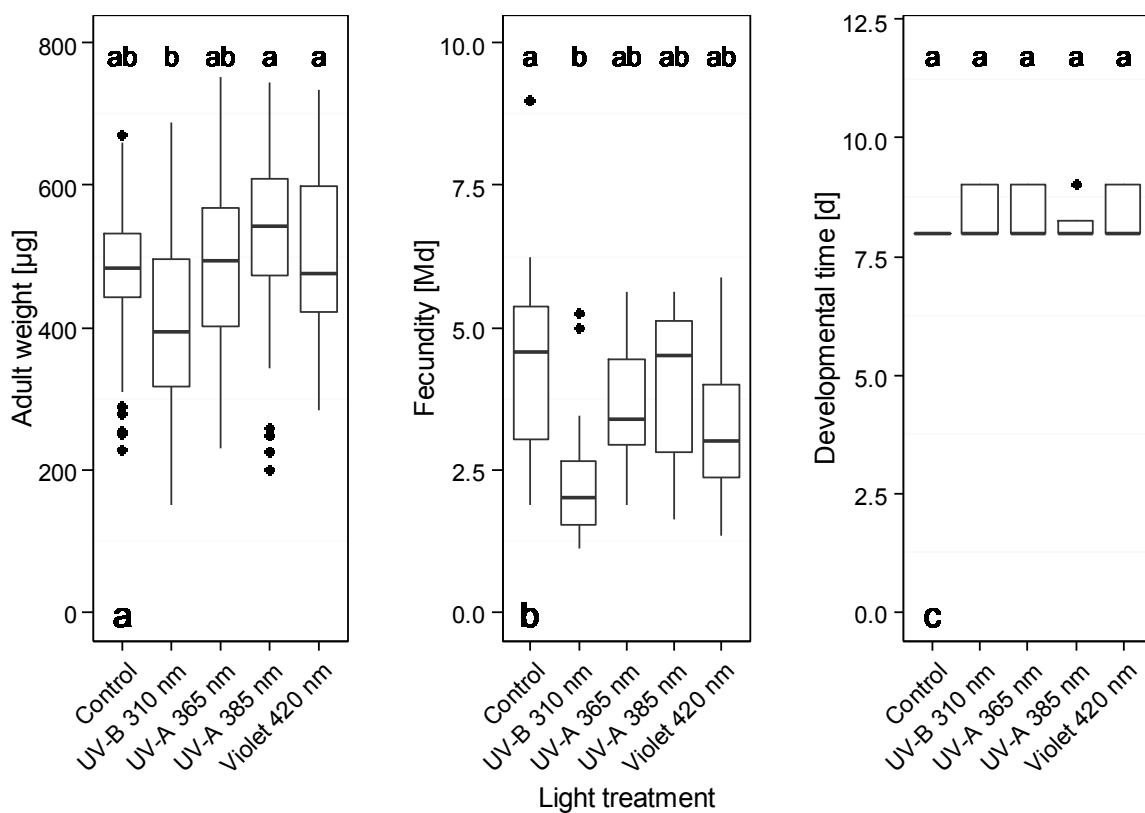 Adult weight [µg]
800
600
400
200
0
ab b ab a a
a
Control
UV-B 310 nm
UV-A 365 nm
UV-A 385 nm
Violet 420 nm
Fecundity [Md]
10.0
7.5
5.0
2.5
0.0
a b ab ab ab
b
Control
UV-B 310 nm
UV-A 365 nm
UV-A 385 nm
Violet 420 nm
Developmental time [d]
12.5
10.0
7.5
5.0
2.5
0.0
a a a a a
c
Control
UV-B 310 nm
UV-A 365 nm
UV-A 385 nm
Violet 420 nm
Light treatment